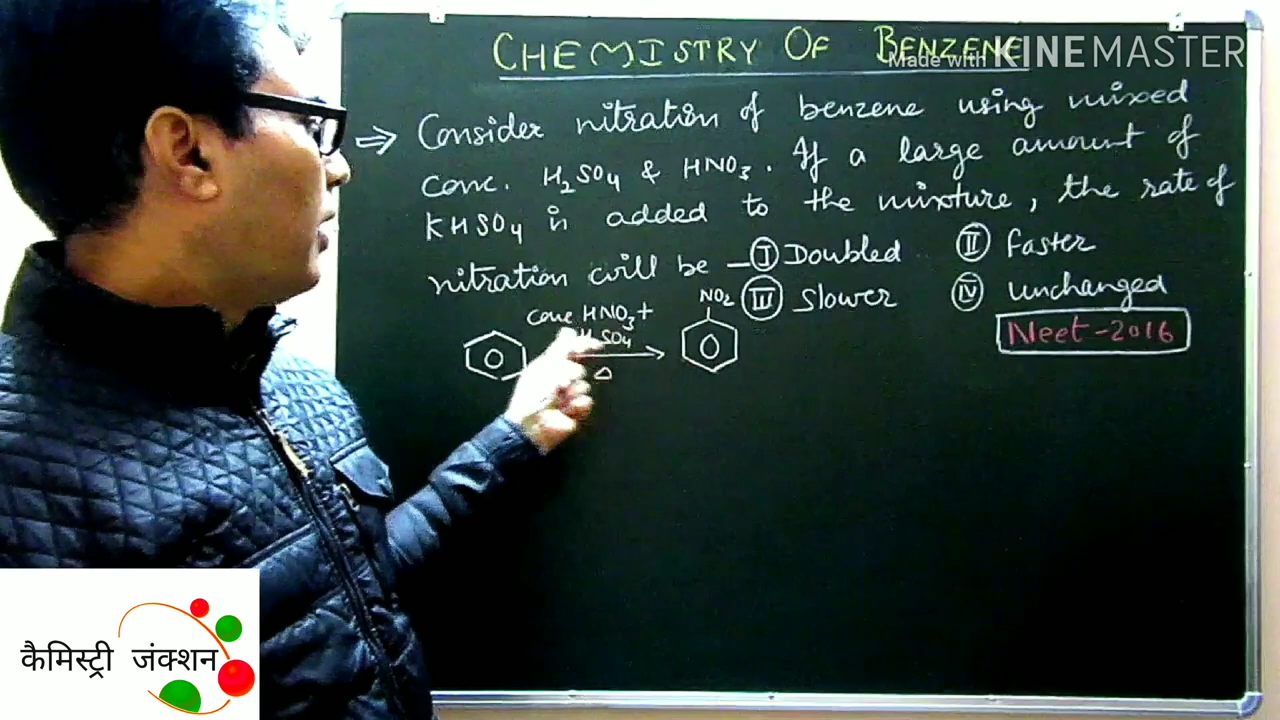 CHEMISTRY OF BENZENE
Made with KINEMASTER
⇒ Consider nitration of benzene using mixed
conc. H₂SO₄ & HNO₃. If a large amount of
KHSO₄ is added to the mixture, the rate of
nitration will be – Ⓘ Doubled Ⓘⓘ faster
III Slower IV unchanged
Neet-2016
conc HNO₃ +
H SO₄
Δ
NO₂
कैमिस्ट्री जंक्शन